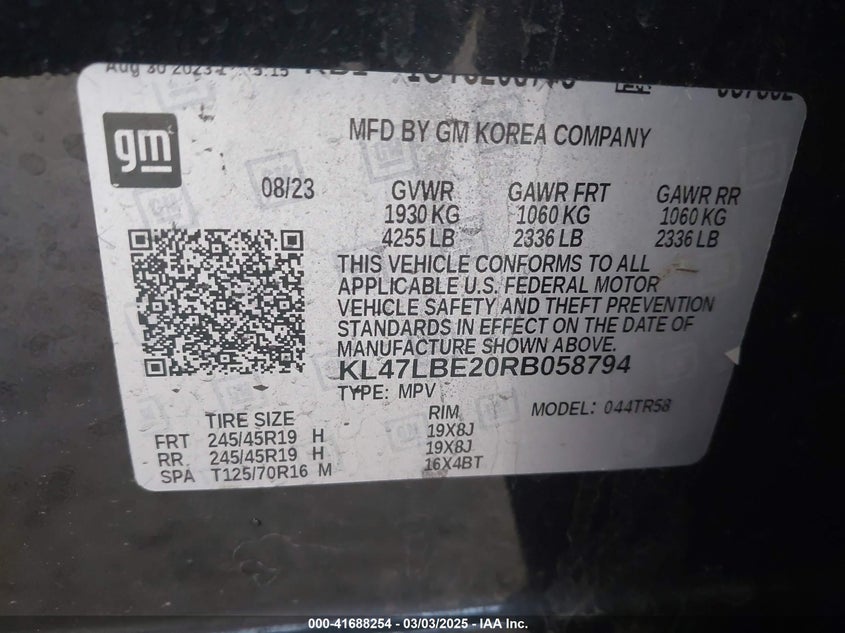 Aug 30 2023
gm
MFD BY GM KOREA COMPANY
08/23 GVWR GAWR FRT GAWR RR
1930 KG 1060 KG 1060 KG
4255 LB 2336 LB 2336 LB
THIS VEHICLE CONFORMS TO ALL
APPLICABLE U.S. FEDERAL MOTOR
VEHICLE SAFETY AND THEFT PREVENTION
STANDARDS IN EFFECT ON THE DATE OF
MANUFACTURE SHOWN ABOVE.
KL47LBE20RB058794
TYPE: MPV
TIRE SIZE RIM MODEL: 044TR58
FRT 245/45R19 H 19X8J
RR 245/45R19 H 19X8J
SPA T125/70R16 M 16X4BT
000-41688254 - 03/03/2025 - IAA Inc.